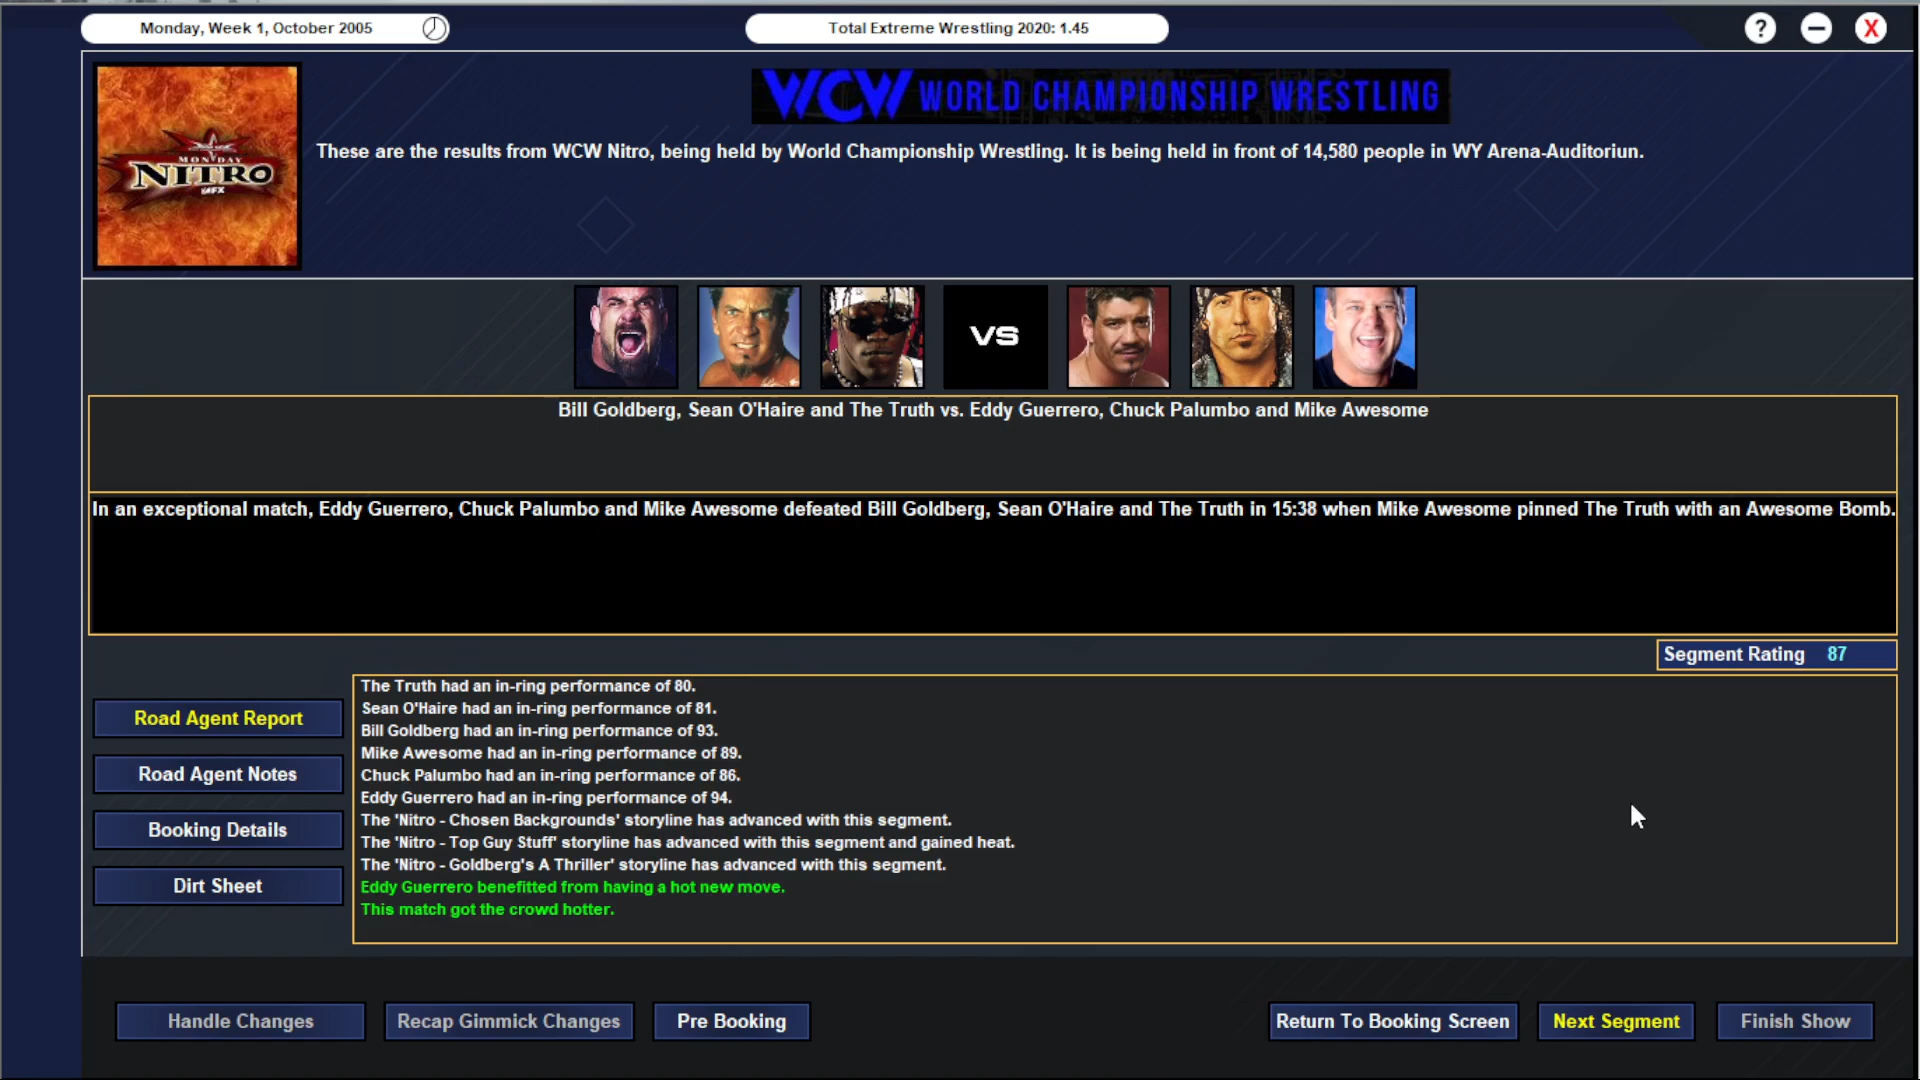 Monday, Week 1, October 2005
Total Extreme Wrestling 2020: 1.45
?
X
WCW WORLD CHAMPIONSHIP WRESTLING
MONDAY
NITRO
These are the results from WCW Nitro, being held by World Championship Wrestling. It is being held in front of 14,580 people in WY Arena-Auditoriun.
VS
Bill Goldberg, Sean O'Haire and The Truth vs. Eddy Guerrero, Chuck Palumbo and Mike Awesome
In an exceptional match, Eddy Guerrero, Chuck Palumbo and Mike Awesome defeated Bill Goldberg, Sean O'Haire and The Truth in 15:38 when Mike Awesome pinned The Truth with an Awesome Bomb.
Segment Rating 87
Road Agent Report
Road Agent Notes
Booking Details
Dirt Sheet
The Truth had an in-ring performance of 80.
Sean O'Haire had an in-ring performance of 81.
Bill Goldberg had an in-ring performance of 93.
Mike Awesome had an in-ring performance of 89.
Chuck Palumbo had an in-ring performance of 86.
Eddy Guerrero had an in-ring performance of 94.
The 'Nitro - Chosen Backgrounds' storyline has advanced with this segment.
The 'Nitro - Top Guy Stuff' storyline has advanced with this segment and gained heat.
The 'Nitro - Goldberg's A Thriller' storyline has advanced with this segment.
Eddy Guerrero benefitted from having a hot new move.
This match got the crowd hotter.
Handle Changes
Recap Gimmick Changes
Pre Booking
Return To Booking Screen
Next Segment
Finish Show